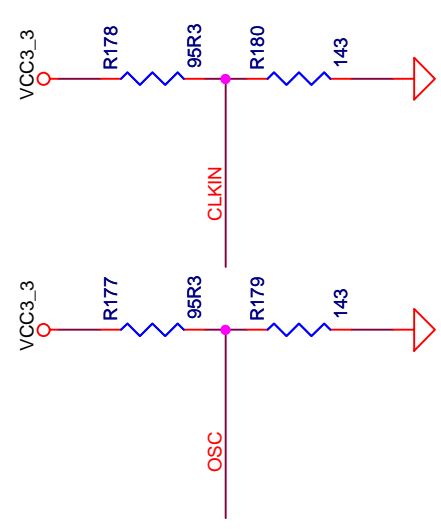 VCC3_3
R178
95R3
R180
143
CLKIN
VCC3_3
R177
95R3
R179
143
OSC